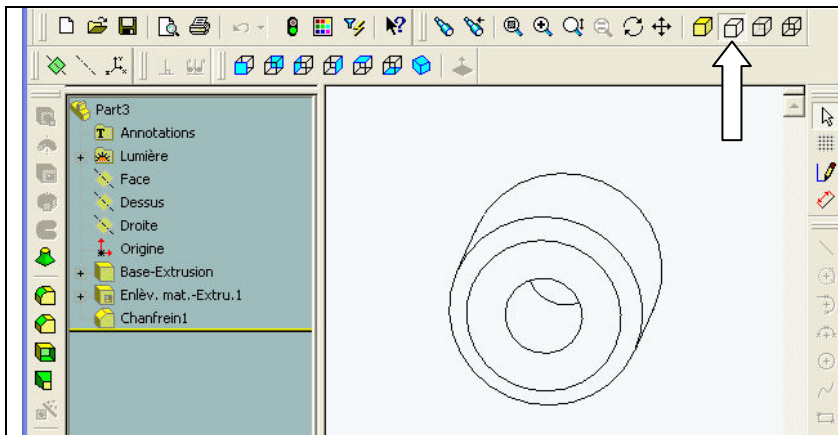 Part3
Annotations
Lumière
Face
Dessus
Droite
Origine
Base-Extrusion
Enlèv. mat.-Extru.1
Chanfrein1